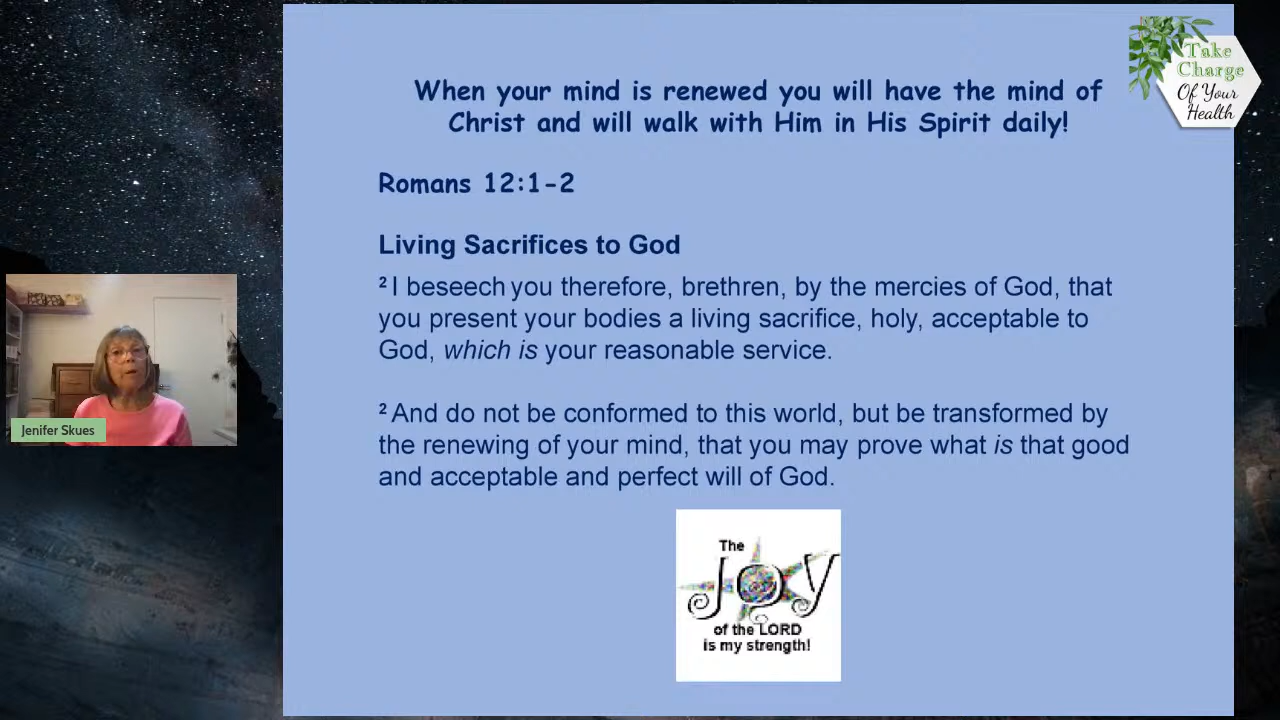 Take
Charge
Of Your
Health
When your mind is renewed you will have the mind of
Christ and will walk with Him in His Spirit daily!
Romans 12:1-2
Living Sacrifices to God
² I beseech you therefore, brethren, by the mercies of God, that
you present your bodies a living sacrifice, holy, acceptable to
God, which is your reasonable service.
² And do not be conformed to this world, but be transformed by
the renewing of your mind, that you may prove what is that good
and acceptable and perfect will of God.
Jenifer Skues
The
Joy
of the LORD
is my strength!